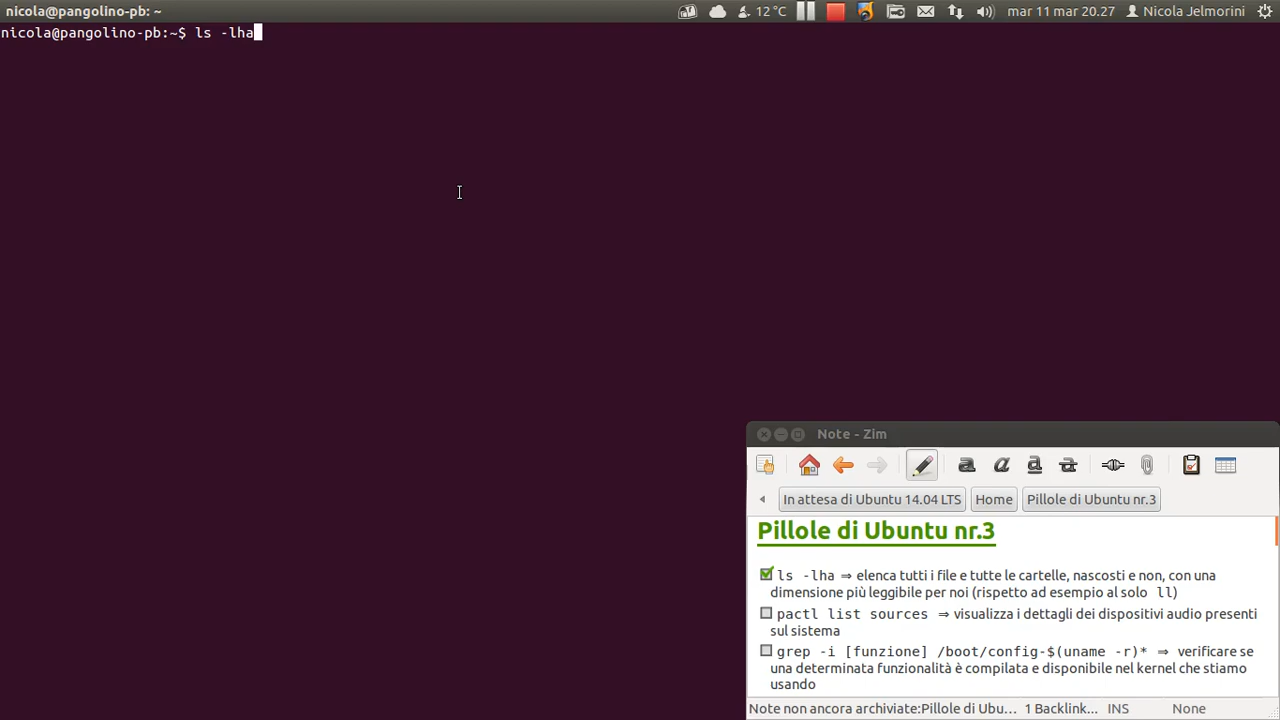 nicola@pangolino-pb: ~
12 °C
mar 11 mar 20.27
Nicola Jelmorini
nicola@pangolino-pb:~$ ls -lha
Note - Zim
In attesa di Ubuntu 14.04 LTS
Home
Pillole di Ubuntu nr.3
Pillole di Ubuntu nr.3
ls -lha ⇒ elenca tutti i file e tutte le cartelle, nascosti e non, con una
dimensione più leggibile per noi (rispetto ad esempio al solo ll)
pactl list sources ⇒ visualizza i dettagli dei dispositivi audio presenti
sul sistema
grep -i [funzione] /boot/config-$(uname -r)* ⇒ verificare se
una determinata funzionalità è compilata e disponibile nel kernel che stiamo
usando
Note non ancora archiviate:Pillole di Ubu...
1 Backlink...
INS
None